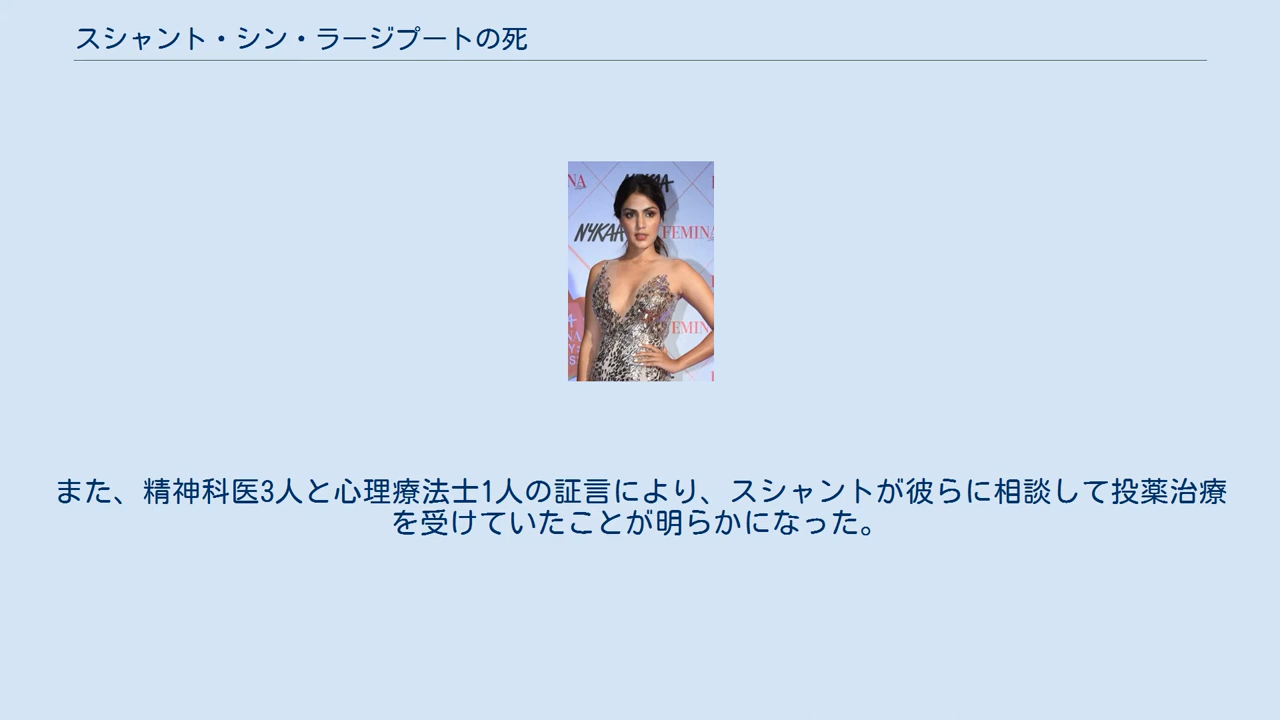 スシャント・シン・ラージプートの死
NA
NYKAA
NYKAA
FEMINA
EMIN
また、精神科医3人と心理療法士1人の証言により、スシャントが彼らに相談して投薬治療
を受けていたことが明らかになった。